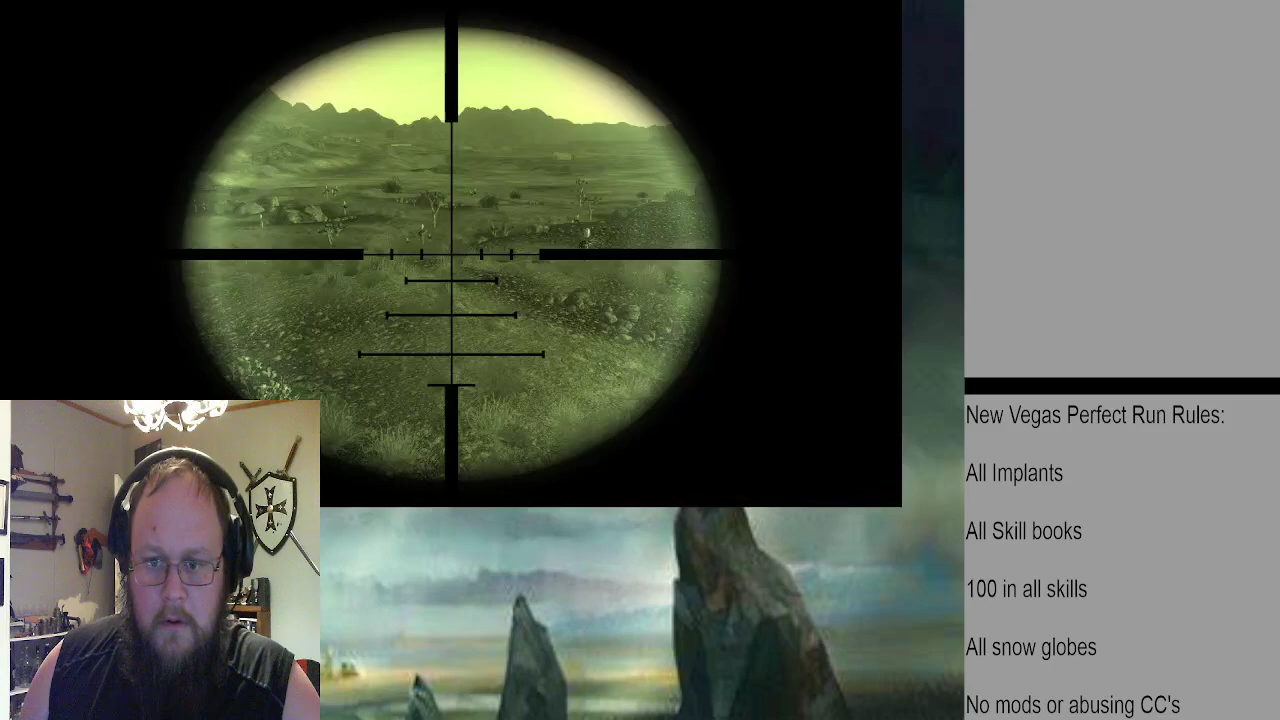 New Vegas Perfect Run Rules:
All Implants
All Skill books
100 in all skills
All snow globes
No mods or abusing CC's